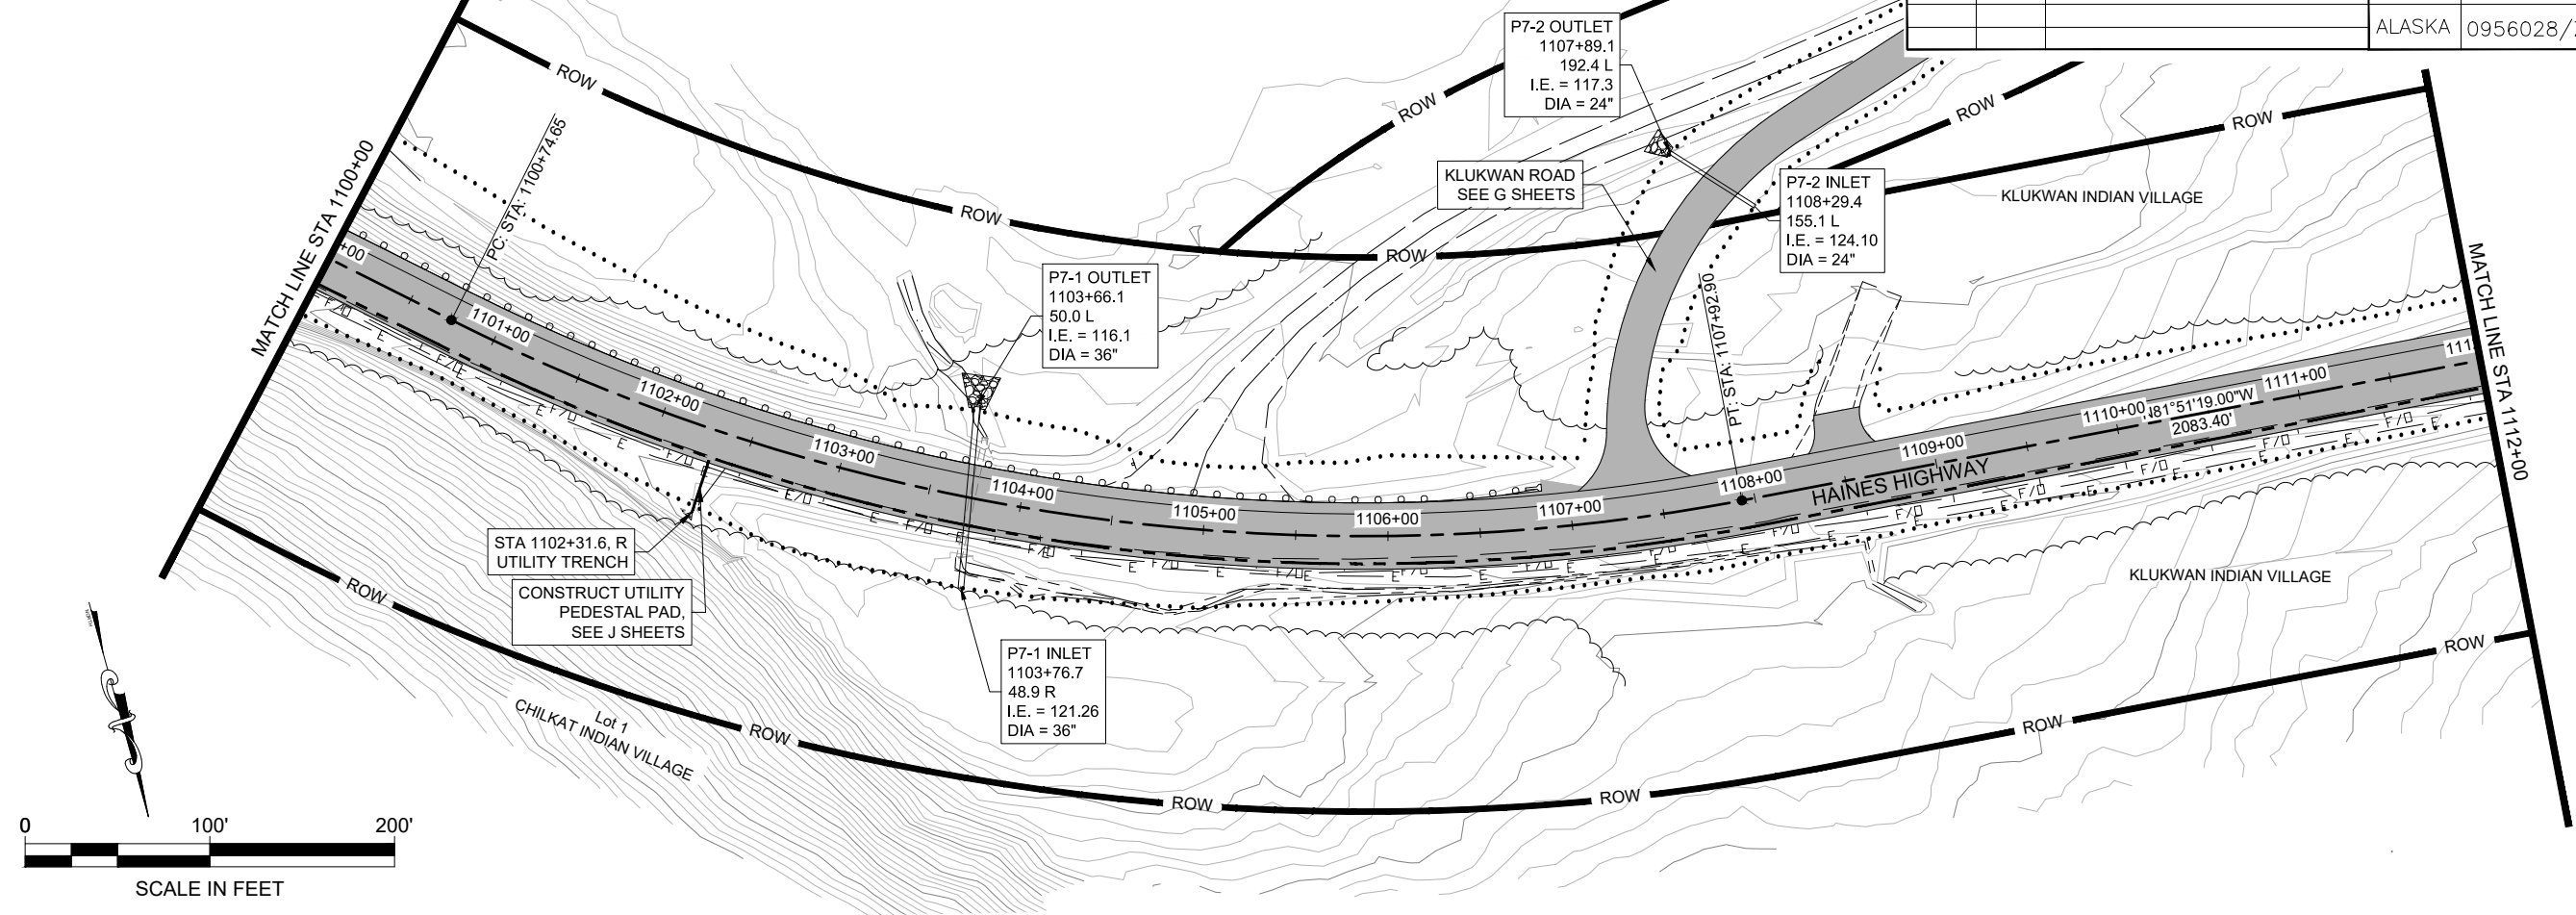 ALASKA 0956028/
P7-2 OUTLET
1107+89.1
192.4 L
I.E. = 117.3
DIA = 24"
ROW
ROW
ROW
ROW
MATCH LINE STA 1100+00
PC: STA: 1100+74.65
KLUKWAN ROAD
SEE G SHEETS
P7-2 INLET
1108+29.4
155.1 L
I.E. = 124.10
DIA = 24"
KLUKWAN INDIAN VILLAGE
ROW
ROW
P7-1 OUTLET
1103+66.1
50.0 L
I.E. = 116.1
DIA = 36"
PT: STA: 1107+92.90
MATCH LINE STA 1112+00
+00
1101+00
1102+00
1103+00
1104+00
1105+00
1106+00
1107+00
1108+00
1109+00
1110+00
1111+00
111
N81°51'19.00"W
2083.40'
HAINES HIGHWAY
F/O
E
STA 1102+31.6, R
UTILITY TRENCH
CONSTRUCT UTILITY
PEDESTAL PAD,
SEE J SHEETS
KLUKWAN INDIAN VILLAGE
P7-1 INLET
1103+76.7
48.9 R
I.E. = 121.26
DIA = 36"
ROW
ROW
ROW
ROW
ROW
ROW
Lot 1
CHILKAT INDIAN VILLAGE
NORTH
0 100' 200'
SCALE IN FEET